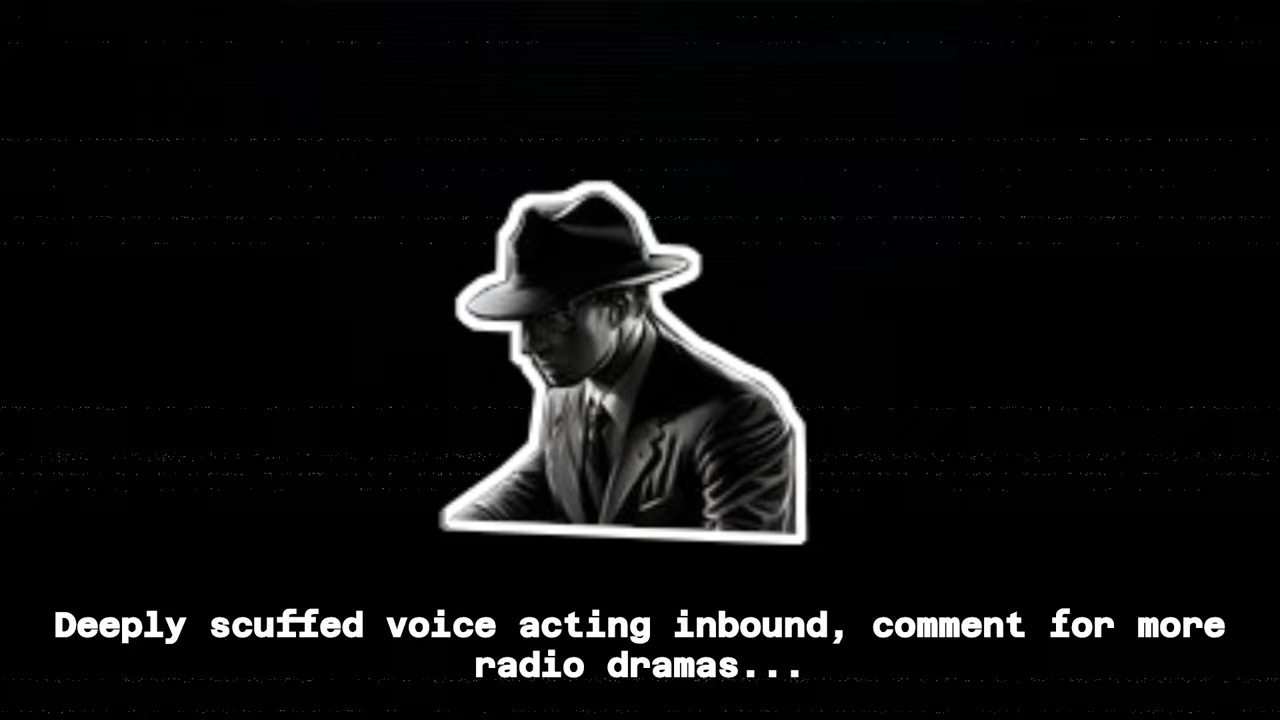 Deeply scuffed voice acting inbound, comment for more
radio dramas...